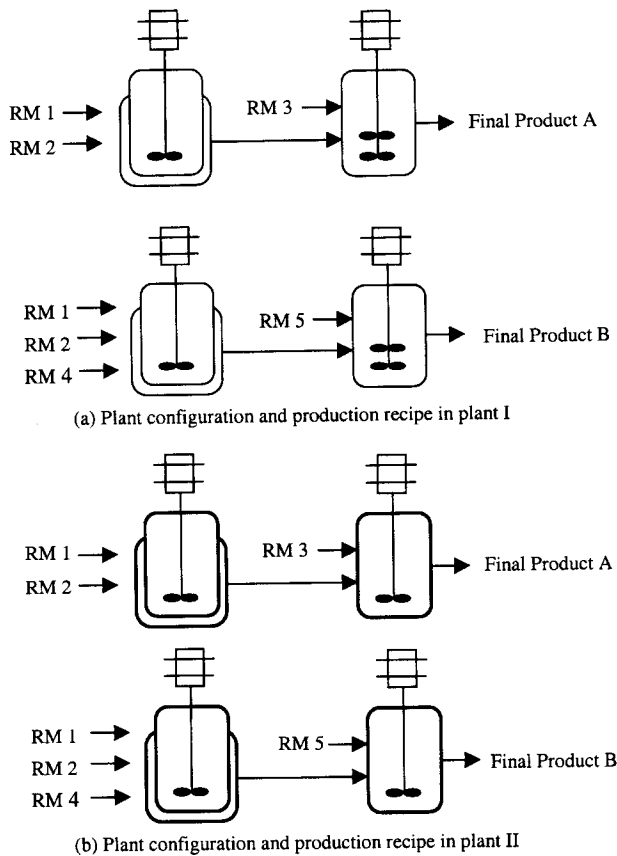 RM 1
RM 2
RM 3
Final Product A
RM 1
RM 2
RM 4
RM 5
Final Product B
(a) Plant configuration and production recipe in plant I
RM 1
RM 2
RM 3
Final Product A
RM 1
RM 2
RM 4
RM 5
Final Product B
(b) Plant configuration and production recipe in plant II